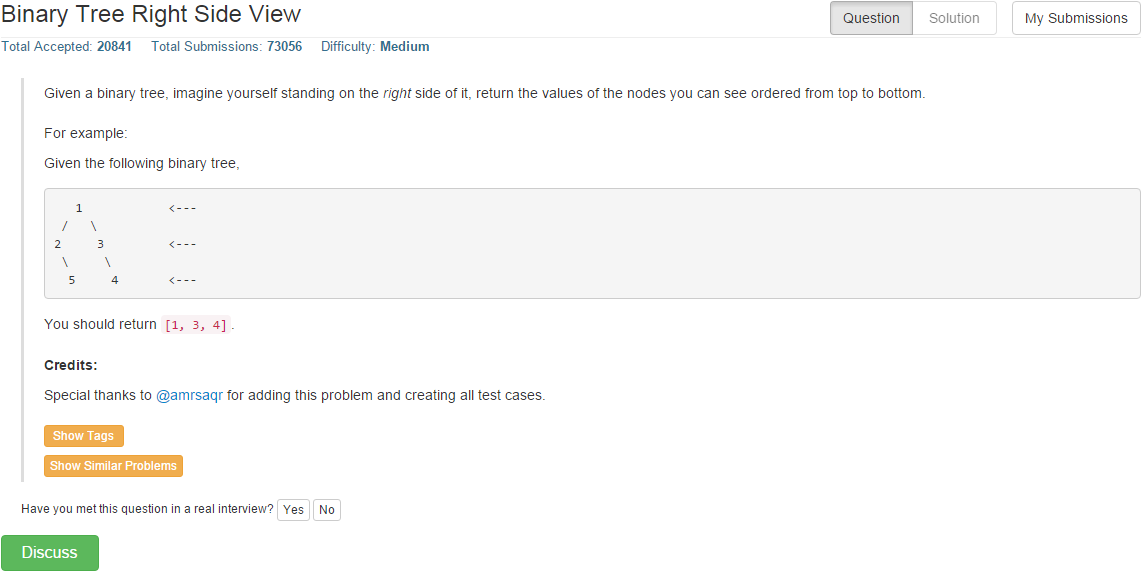 Binary Tree Right Side View
Question Solution My Submissions
Total Accepted: 20841 Total Submissions: 73056 Difficulty: Medium
Given a binary tree, imagine yourself standing on the right side of it, return the values of the nodes you can see ordered from top to bottom.
For example:
Given the following binary tree,
   1            <---
 /   \
2     3         <---
 \     \
  5     4       <---
You should return [1, 3, 4].
Credits:
Special thanks to @amrsaqr for adding this problem and creating all test cases.
Show Tags
Show Similar Problems
Have you met this question in a real interview? Yes No
Discuss